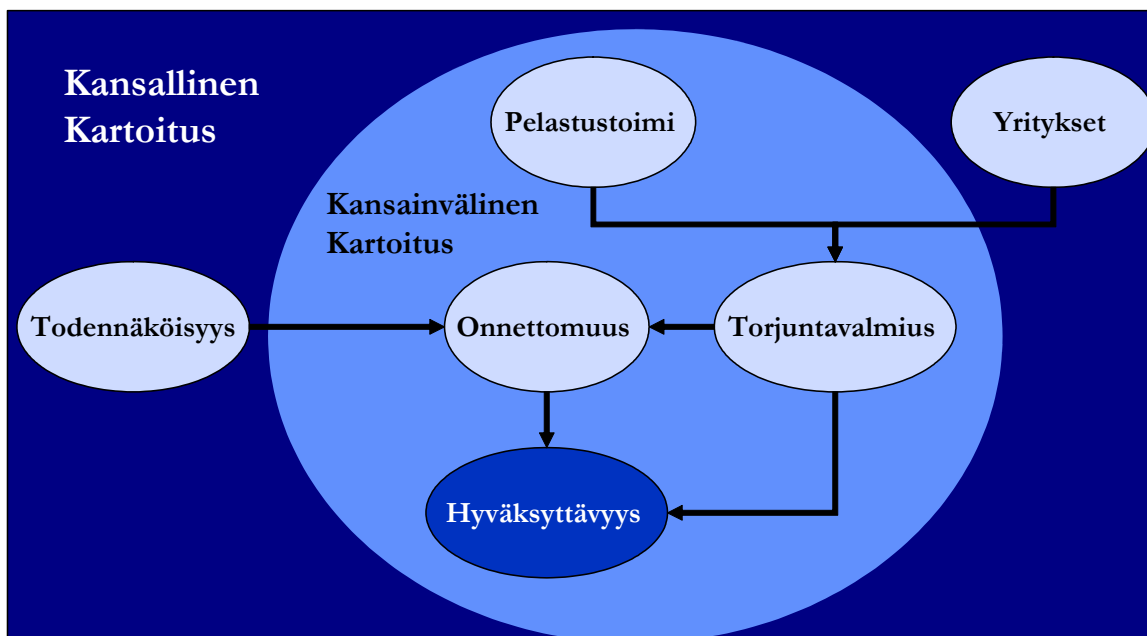 Kansallinen
Kartoitus
Pelastustoimi
Yritykset
Kansainvälinen
Kartoitus
Todennäköisyys
Onnettomuus
Torjuntavalmius
Hyväksyttävyys